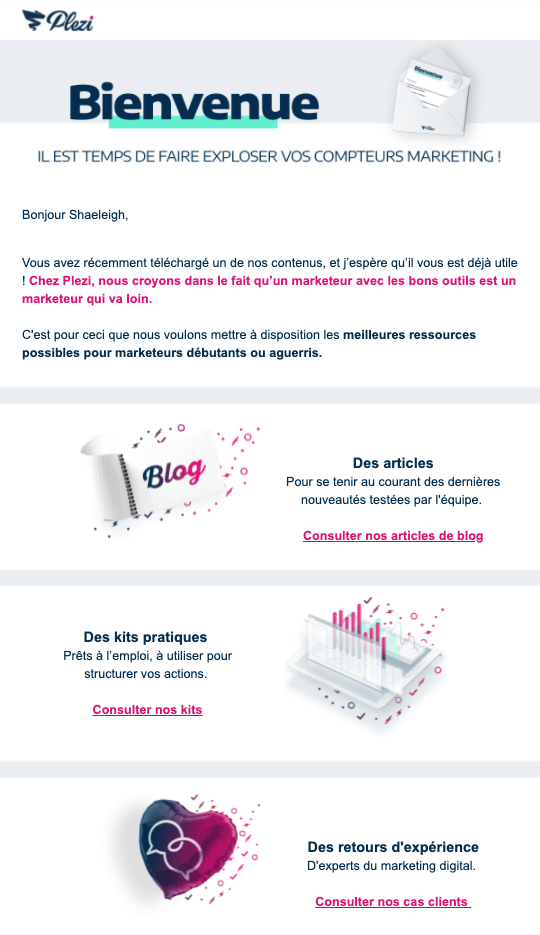 Plezi
Bienvenue
Bienvenue
Plezi
IL EST TEMPS DE FAIRE EXPLOSER VOS COMPTEURS MARKETING !
Bonjour Shaeleigh,
Vous avez récemment téléchargé un de nos contenus, et j’espère qu’il vous est déjà utile
! Chez Plezi, nous croyons dans le fait qu’un marketeur avec les bons outils est un
marketeur qui va loin.
C'est pour ceci que nous voulons mettre à disposition les meilleures ressources
possibles pour marketeurs débutants ou aguerris.
Blog
Des articles
Pour se tenir au courant des dernières
nouveautés testées par l'équipe.
Consulter nos articles de blog
Des kits pratiques
Prêts à l’emploi, à utiliser pour
structurer vos actions.
Consulter nos kits
Des retours d'expérience
D'experts du marketing digital.
Consulter nos cas clients